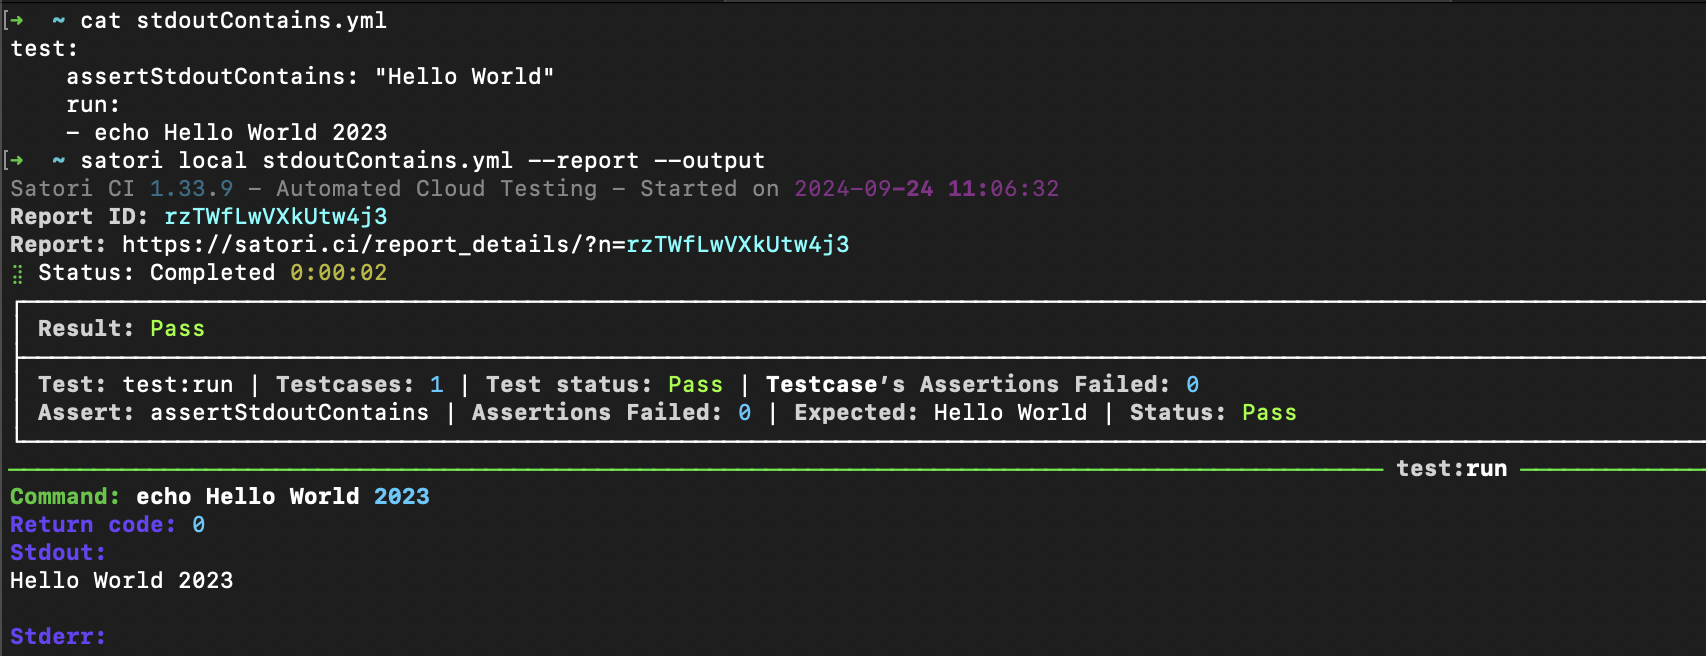 [➜  ~ cat stdoutContains.yml
test:
    assertStdoutContains: "Hello World"
    run:
    - echo Hello World 2023
[➜  ~ satori local stdoutContains.yml --report --output
Satori CI 1.33.9 - Automated Cloud Testing - Started on 2024-09-24 11:06:32
Report ID: rzTWfLwVXkUtw4j3
Report: https://satori.ci/report_details/?n=rzTWfLwVXkUtw4j3
⣽ Status: Completed 0:00:02
Result: Pass
Test: test:run | Testcases: 1 | Test status: Pass | Testcase's Assertions Failed: 0
Assert: assertStdoutContains | Assertions Failed: 0 | Expected: Hello World | Status: Pass
test:run
Command: echo Hello World 2023
Return code: 0
Stdout:
Hello World 2023

Stderr: